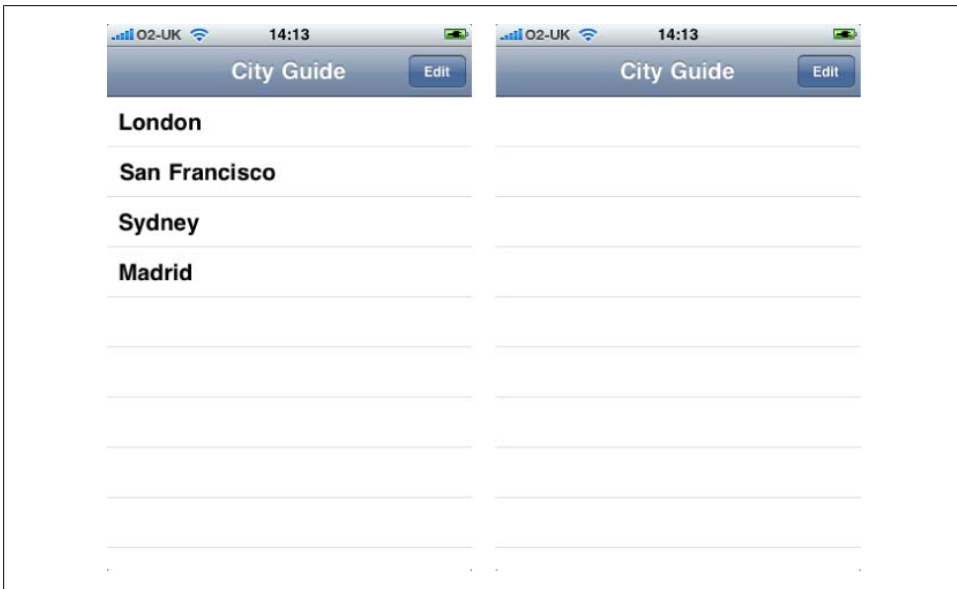 O2-UK 14:13
City Guide Edit
London
San Francisco
Sydney
Madrid
O2-UK 14:13
City Guide Edit